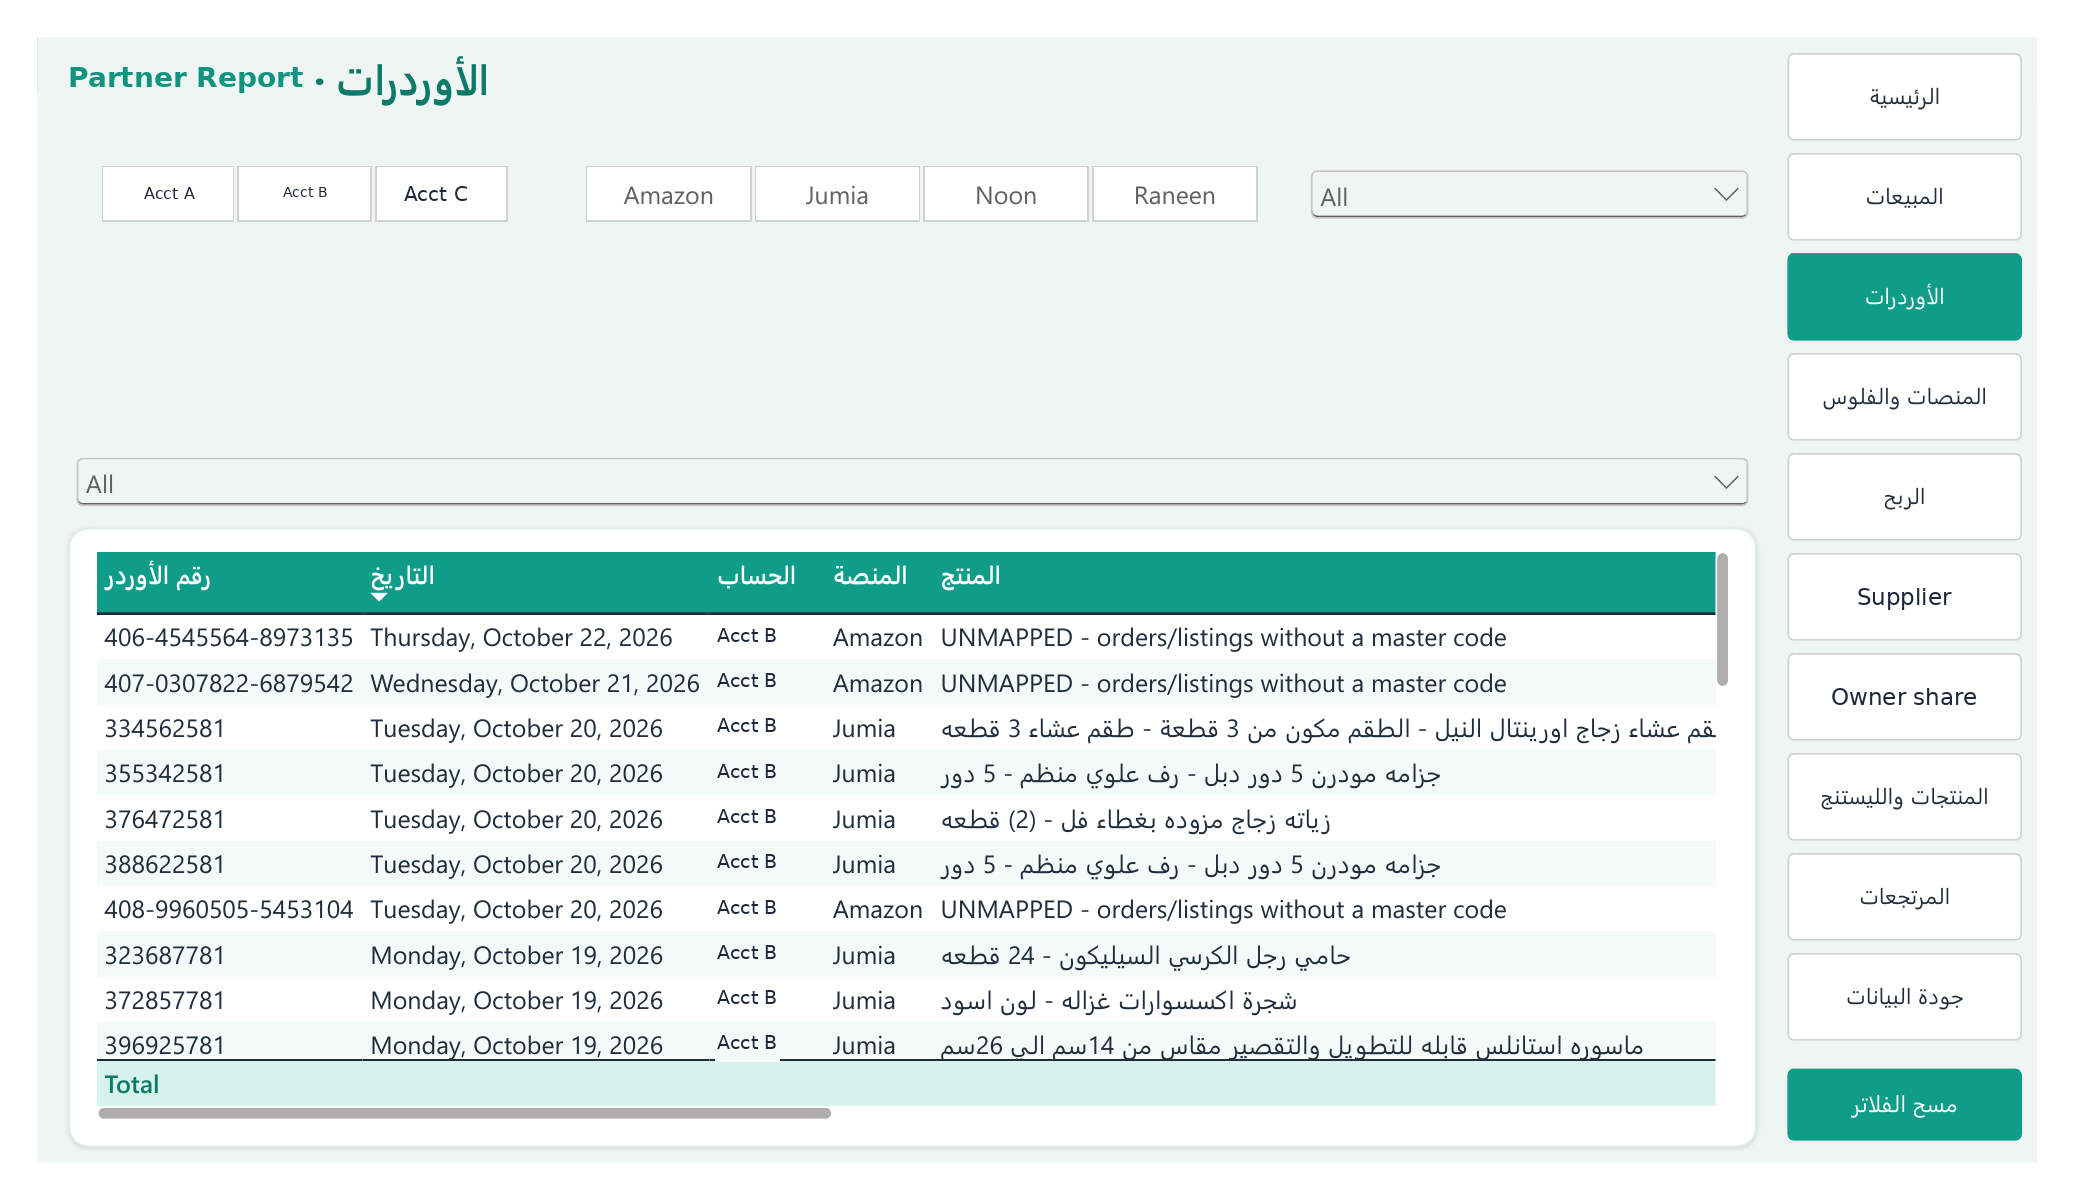 Partner Report • الأوردرات
Acct A
Acct B
Acct C
Amazon
Jumia
Noon
Raneen
All
All
رقم الأوردر التاريخ الحساب المنصة المنتج
406-4545564-8973135 Thursday, October 22, 2026 Acct B Amazon UNMAPPED - orders/listings without a master code
407-0307822-6879542 Wednesday, October 21, 2026 Acct B Amazon UNMAPPED - orders/listings without a master code
334562581 Tuesday, October 20, 2026 Acct B Jumia قم عشاء زجاج اورينتال النيل - الطقم مكون من 3 قطعة - طقم عشاء 3 قطعه
355342581 Tuesday, October 20, 2026 Acct B Jumia جزامه مودرن 5 دور دبل - رف علوي منظم - 5 دور
376472581 Tuesday, October 20, 2026 Acct B Jumia زياته زجاج مزوده بغطاء فل - (2) قطعه
388622581 Tuesday, October 20, 2026 Acct B Jumia جزامه مودرن 5 دور دبل - رف علوي منظم - 5 دور
408-9960505-5453104 Tuesday, October 20, 2026 Acct B Amazon UNMAPPED - orders/listings without a master code
323687781 Monday, October 19, 2026 Acct B Jumia حامي رجل الكرسي السيليكون - 24 قطعه
372857781 Monday, October 19, 2026 Acct B Jumia شجرة اكسسوارات غزاله - لون اسود
396925781 Monday, October 19, 2026 Acct B Jumia ماسوره استانلس قابله للتطويل والتقصير مقاس من 14سم الي 26سم
Total
الرئيسية
المبيعات
الأوردرات
المنصات والفلوس
الربح
Supplier
Owner share
المنتجات والليستنج
المرتجعات
جودة البيانات
مسح الفلاتر